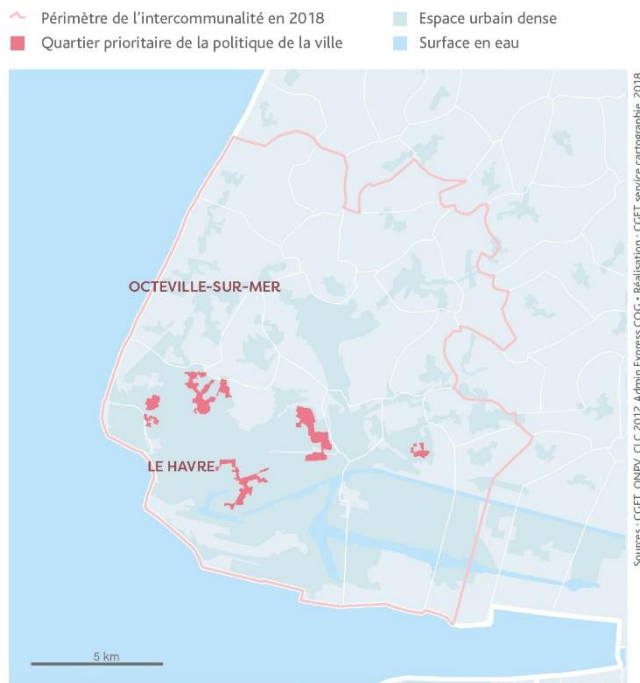 Périmètre de l'intercommunalité en 2018
Quartier prioritaire de la politique de la ville
Espace urbain dense
Surface en eau
OCTEVILLE-SUR-MER
LE HAVRE
5 km
Sources : CGET, ONPV, CLC 2012, Admin Express COG • Réalisation : CGET, service cartographie, 2018